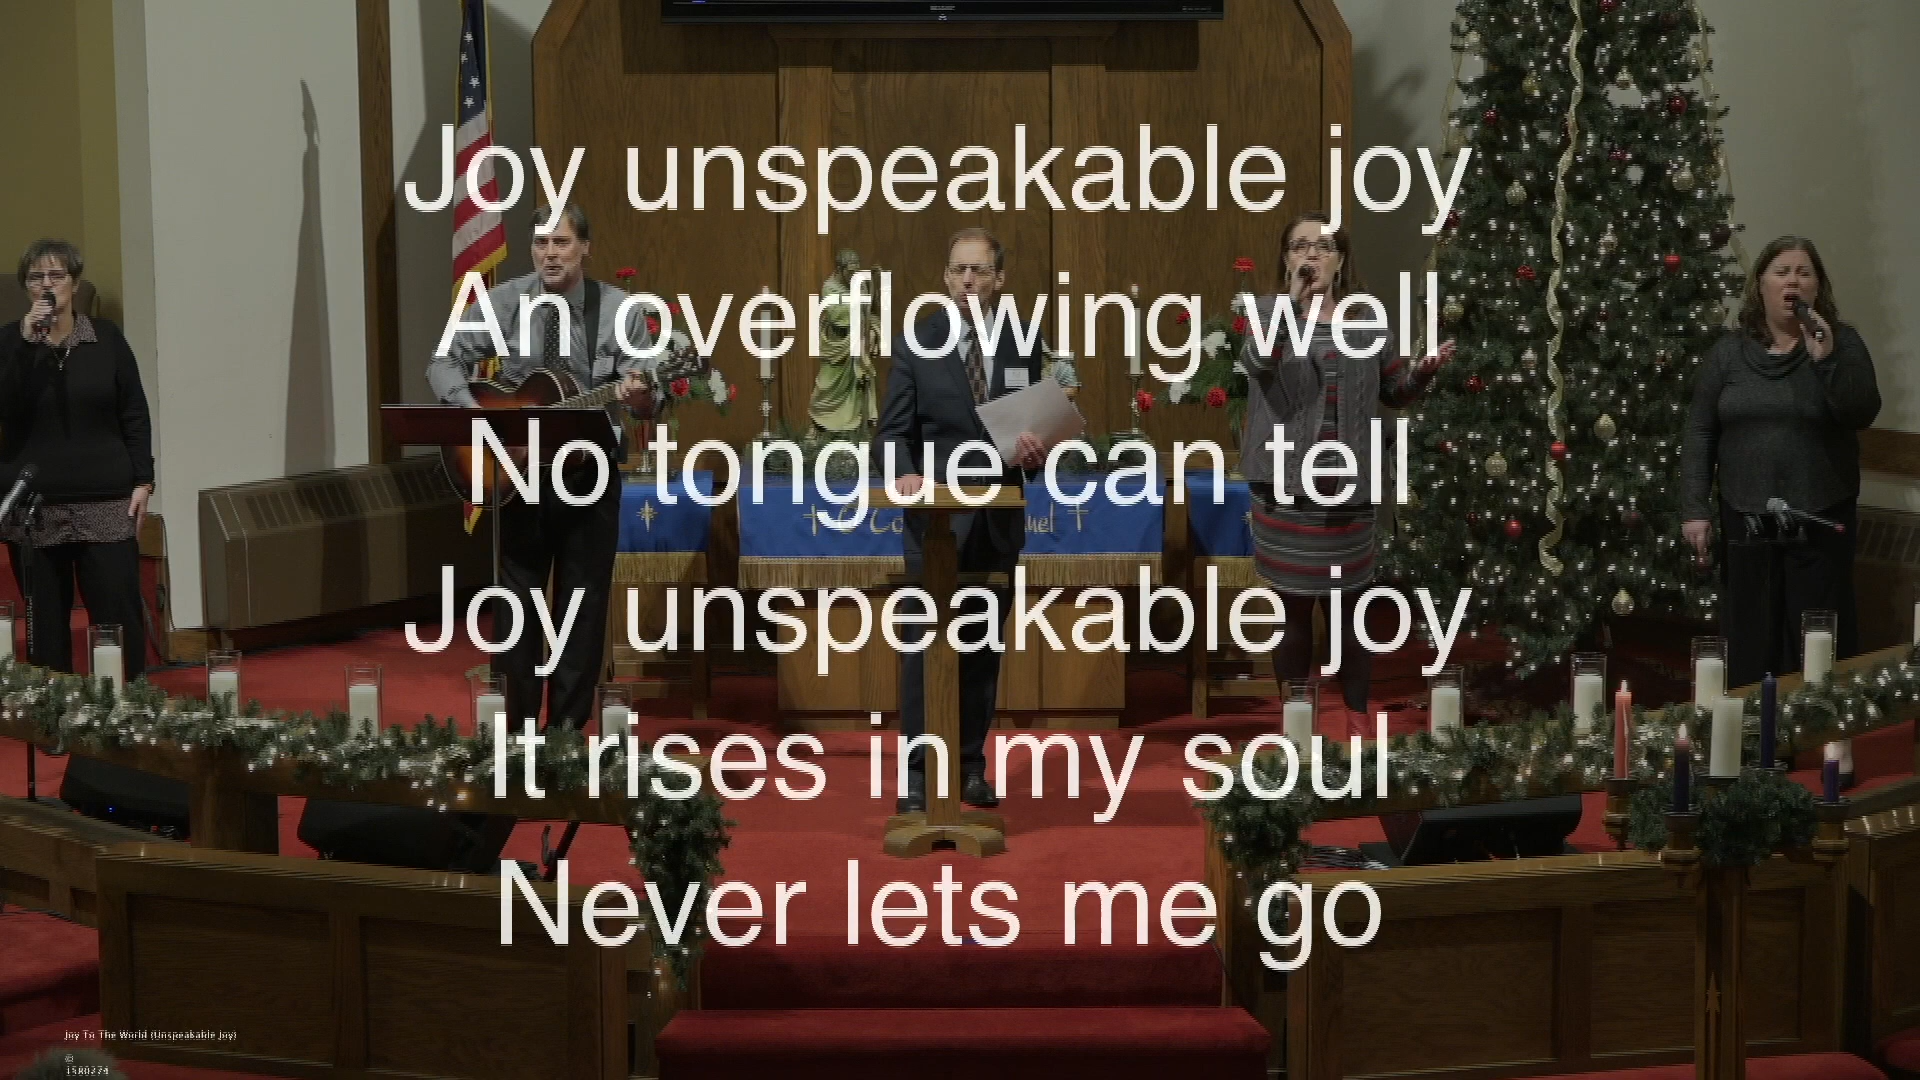 Joy unspeakable joy
An overflowing well
No tongue can tell
Joy unspeakable joy
It rises in my soul
Never lets me go
Joy To The World (Unspeakable Joy)
©
1580274